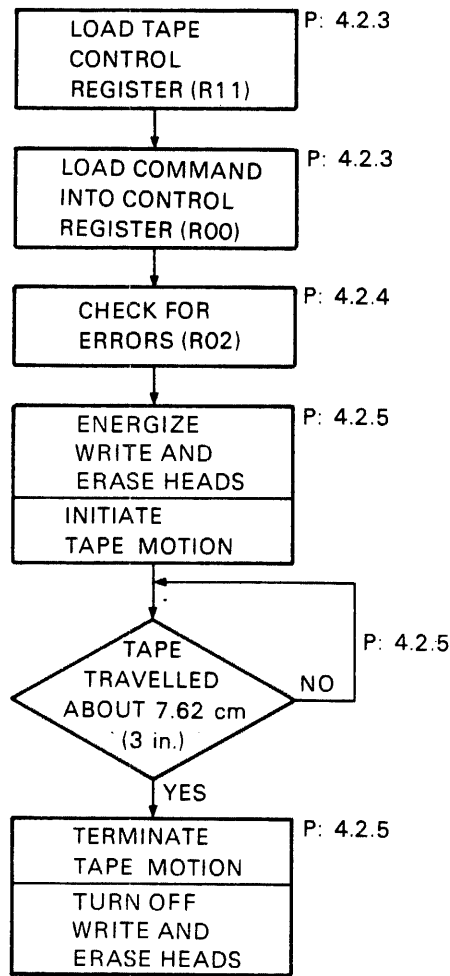 LOAD TAPE
CONTROL
REGISTER (R11)
P: 4.2.3
LOAD COMMAND
INTO CONTROL
REGISTER (R00)
P: 4.2.3
CHECK FOR
ERRORS (R02)
P: 4.2.4
ENERGIZE
WRITE AND
ERASE HEADS
INITIATE
TAPE MOTION
P: 4.2.5
TAPE
TRAVELLED
ABOUT 7.62 cm
(3 in.)
NO
P: 4.2.5
YES
TERMINATE
TAPE MOTION
TURN OFF
WRITE AND
ERASE HEADS
P: 4.2.5